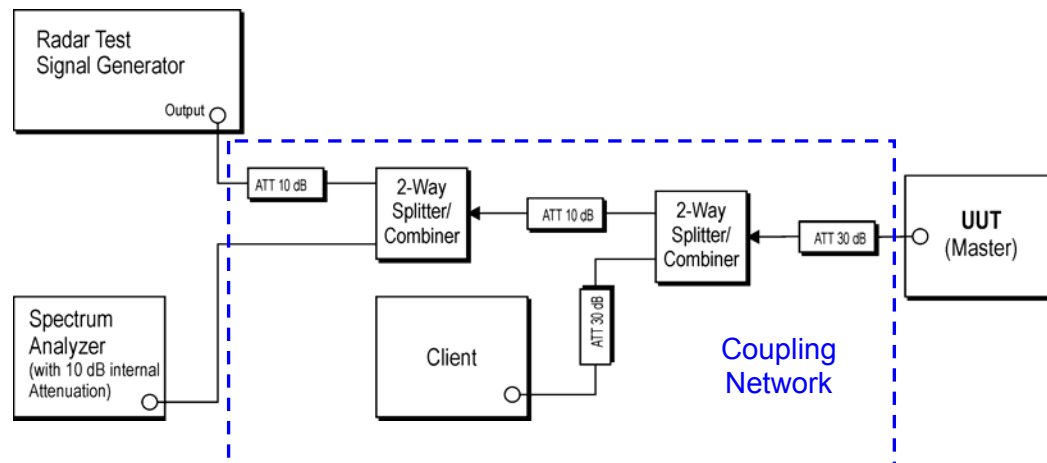 Radar Test
Signal Generator
Output
ATT 10 dB
2-Way
Splitter/
Combiner
ATT 10 dB
2-Way
Splitter/
Combiner
ATT 30 dB
UUT
(Master)
Spectrum
Analyzer
(with 10 dB internal
Attenuation)
Client
ATT 30 dB
Coupling
Network